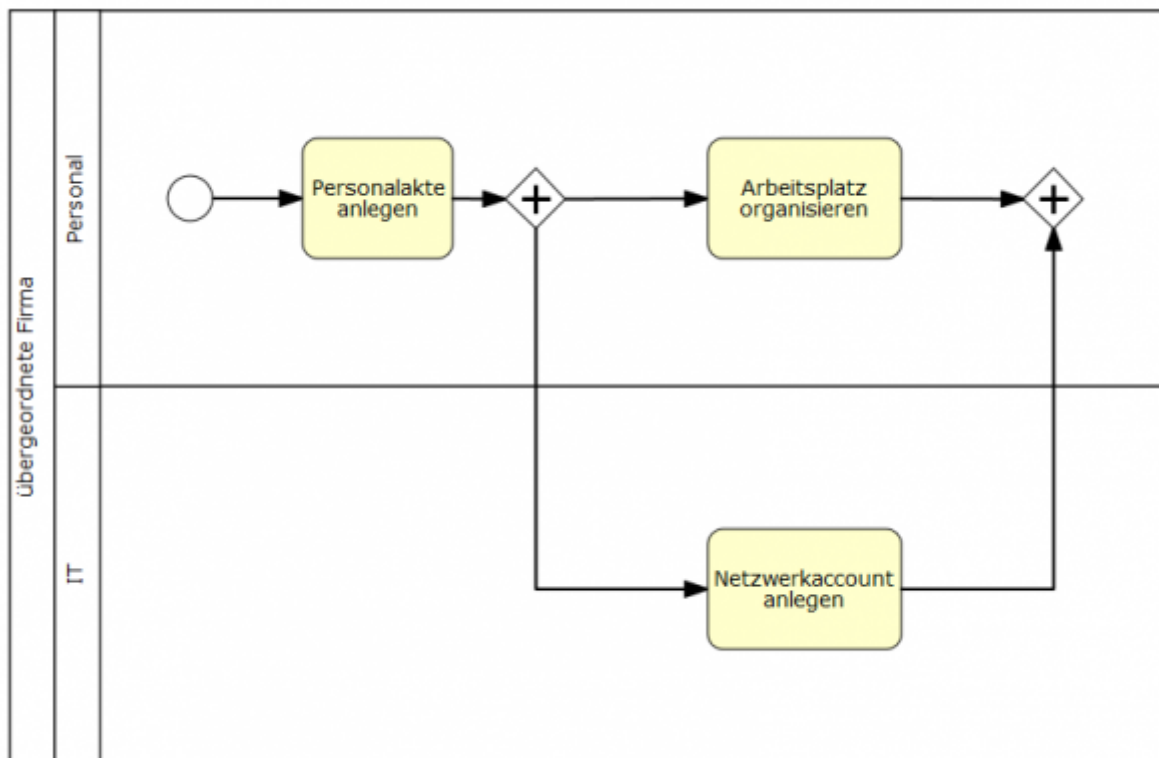 übergeordnete Firma
Personal
Personalakte
anlegen
Arbeitsplatz
organisieren
IT
Netzwerkaccount
anlegen